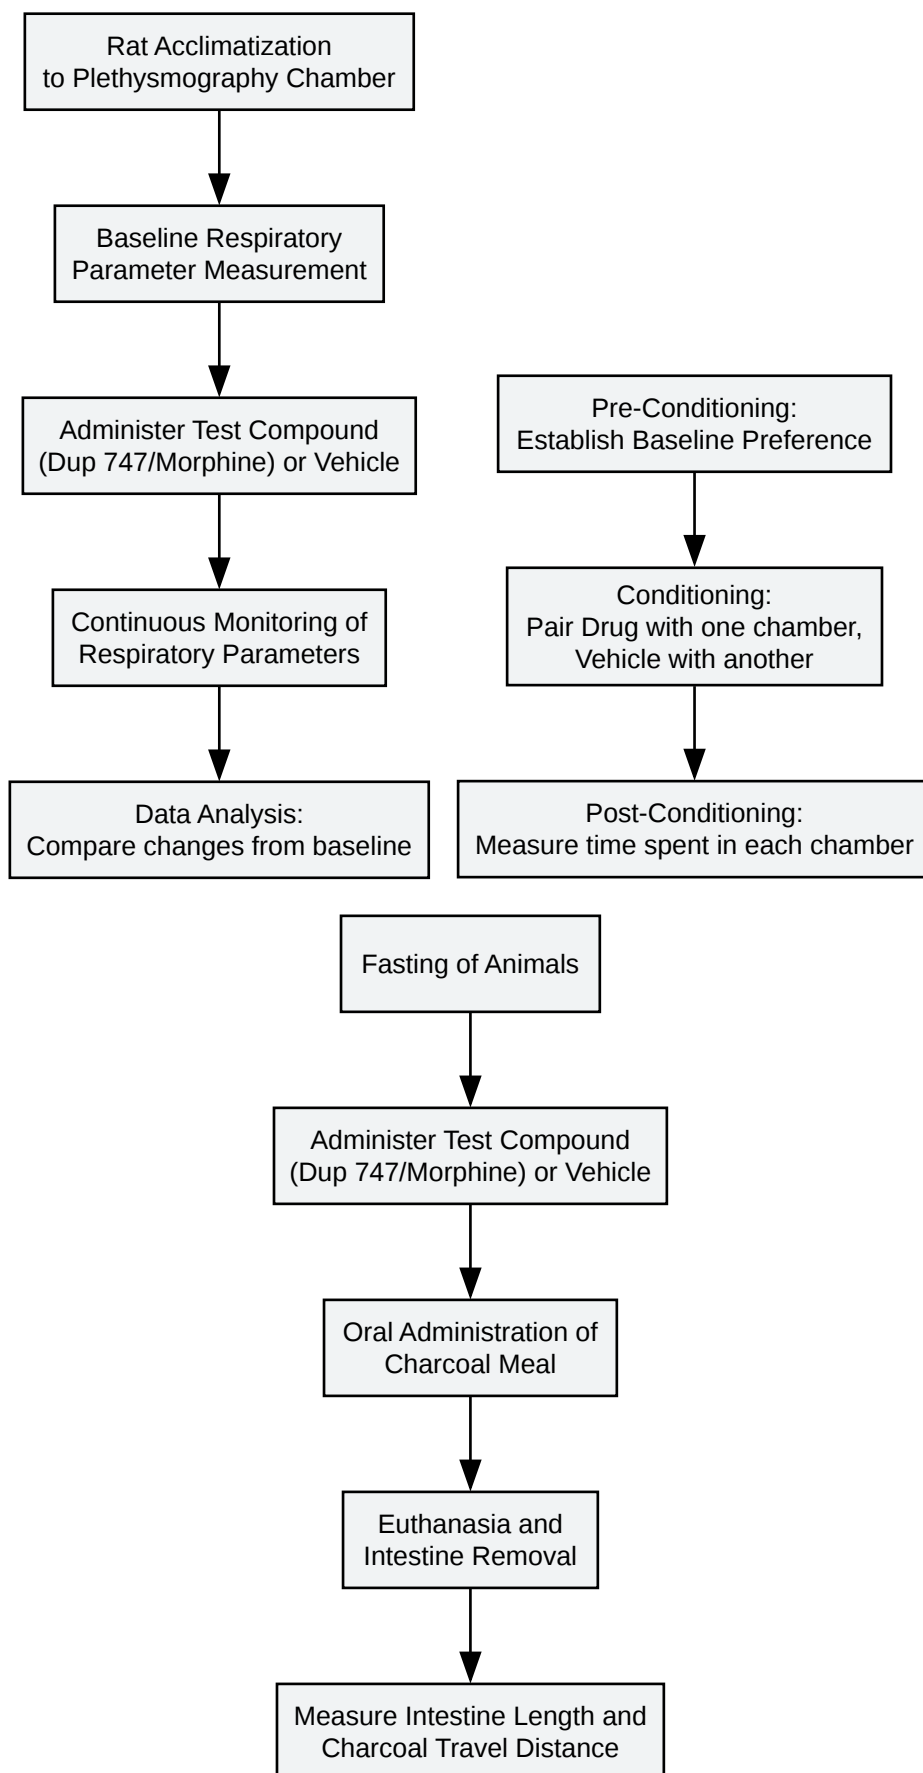 Rat Acclimatization
to Plethysmography Chamber
Baseline Respiratory
Parameter Measurement
Administer Test Compound
(Dup 747/Morphine) or Vehicle
Continuous Monitoring of
Respiratory Parameters
Data Analysis:
Compare changes from baseline
Pre-Conditioning:
Establish Baseline Preference
Conditioning:
Pair Drug with one chamber,
Vehicle with another
Post-Conditioning:
Measure time spent in each chamber
Fasting of Animals
Administer Test Compound
(Dup 747/Morphine) or Vehicle
Oral Administration of
Charcoal Meal
Euthanasia and
Intestine Removal
Measure Intestine Length and
Charcoal Travel Distance